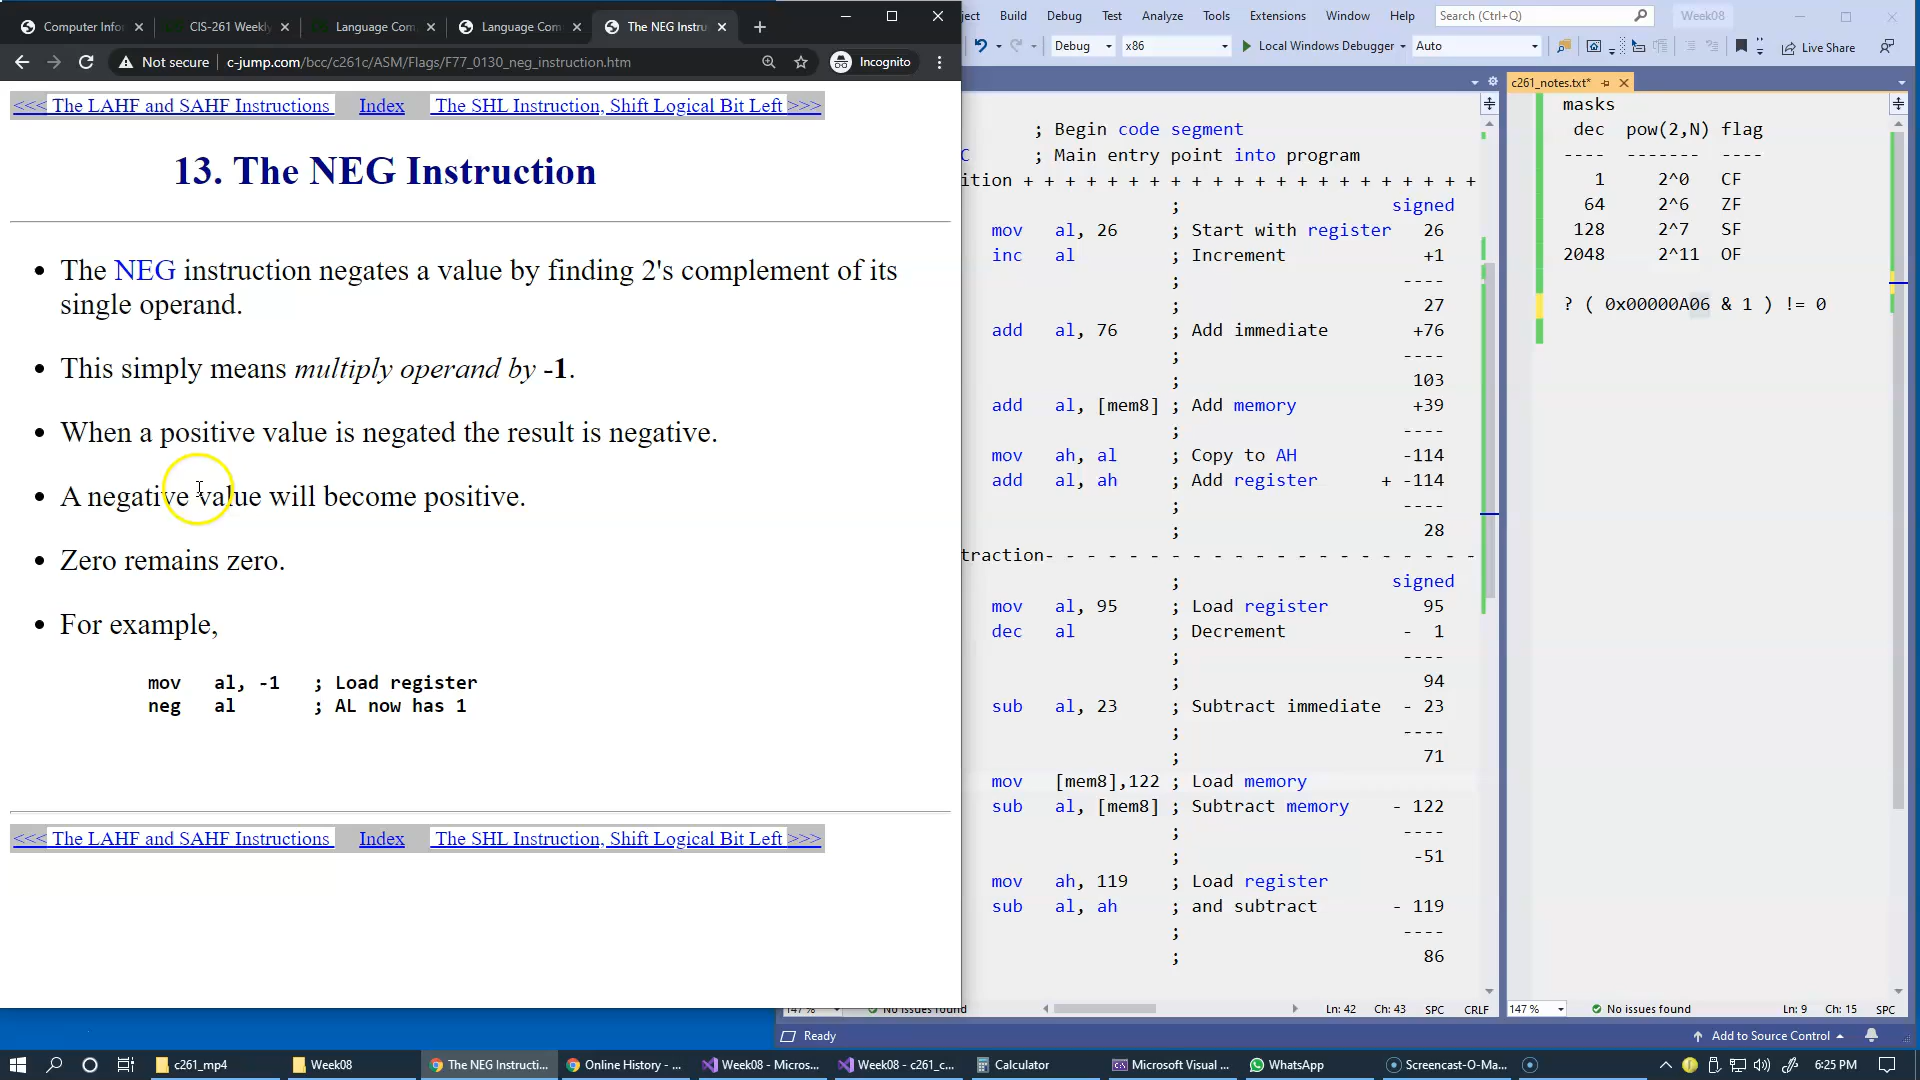 Computer Info
CIS-261 Weekly
Language Com
Language Com
The NEG Instru
Not secure
c-jump.com/bcc/c261c/ASM/Flags/F77_0130_neg_instruction.htm
Incognito
<<< The LAHF and SAHF Instructions Index The SHL Instruction, Shift Logical Bit Left >>>
13. The NEG Instruction
• The NEG instruction negates a value by finding 2's complement of its
single operand.
• This simply means multiply operand by -1.
• When a positive value is negated the result is negative.
• A negative value will become positive.
• Zero remains zero.
• For example,
mov al, -1 ; Load register
neg al ; AL now has 1
<<< The LAHF and SAHF Instructions Index The SHL Instruction, Shift Logical Bit Left >>>
ject Build Debug Test Analyze Tools Extensions Window Help Search (Ctrl+Q) Week08
Debug x86 Local Windows Debugger Auto Live Share
; Begin code segment
C ; Main entry point into program
ition + + + + + + + + + + + + + + + + + + + + + +
; signed
mov al, 26 ; Start with register 26
inc al ; Increment +1
; ----
; 27
add al, 76 ; Add immediate +76
; ----
; 103
add al, [mem8] ; Add memory +39
; ----
mov ah, al ; Copy to AH -114
add al, ah ; Add register + -114
; ----
; 28
traction- - - - - - - - - - - - - - - - - - - - -
; signed
mov al, 95 ; Load register 95
dec al ; Decrement - 1
; ----
; 94
sub al, 23 ; Subtract immediate - 23
; ----
; 71
mov [mem8],122 ; Load memory
sub al, [mem8] ; Subtract memory - 122
; ----
; -51
mov ah, 119 ; Load register
sub al, ah ; and subtract - 119
; ----
; 86
147 % No issues found Ln: 42 Ch: 43 SPC CRLF
c261_notes.txt*
masks
dec pow(2,N) flag
---- ------- ----
1 2^0 CF
64 2^6 ZF
128 2^7 SF
2048 2^11 OF
? ( 0x00000A06 & 1 ) != 0
147 % No issues found Ln: 9 Ch: 15 SPC
Ready Add to Source Control
c261_mp4
Week08
The NEG Instructi...
Online History - ...
Week08 - Micros...
Week08 - c261_c...
Calculator
Microsoft Visual ...
WhatsApp
Screencast-O-Ma...
6:25 PM